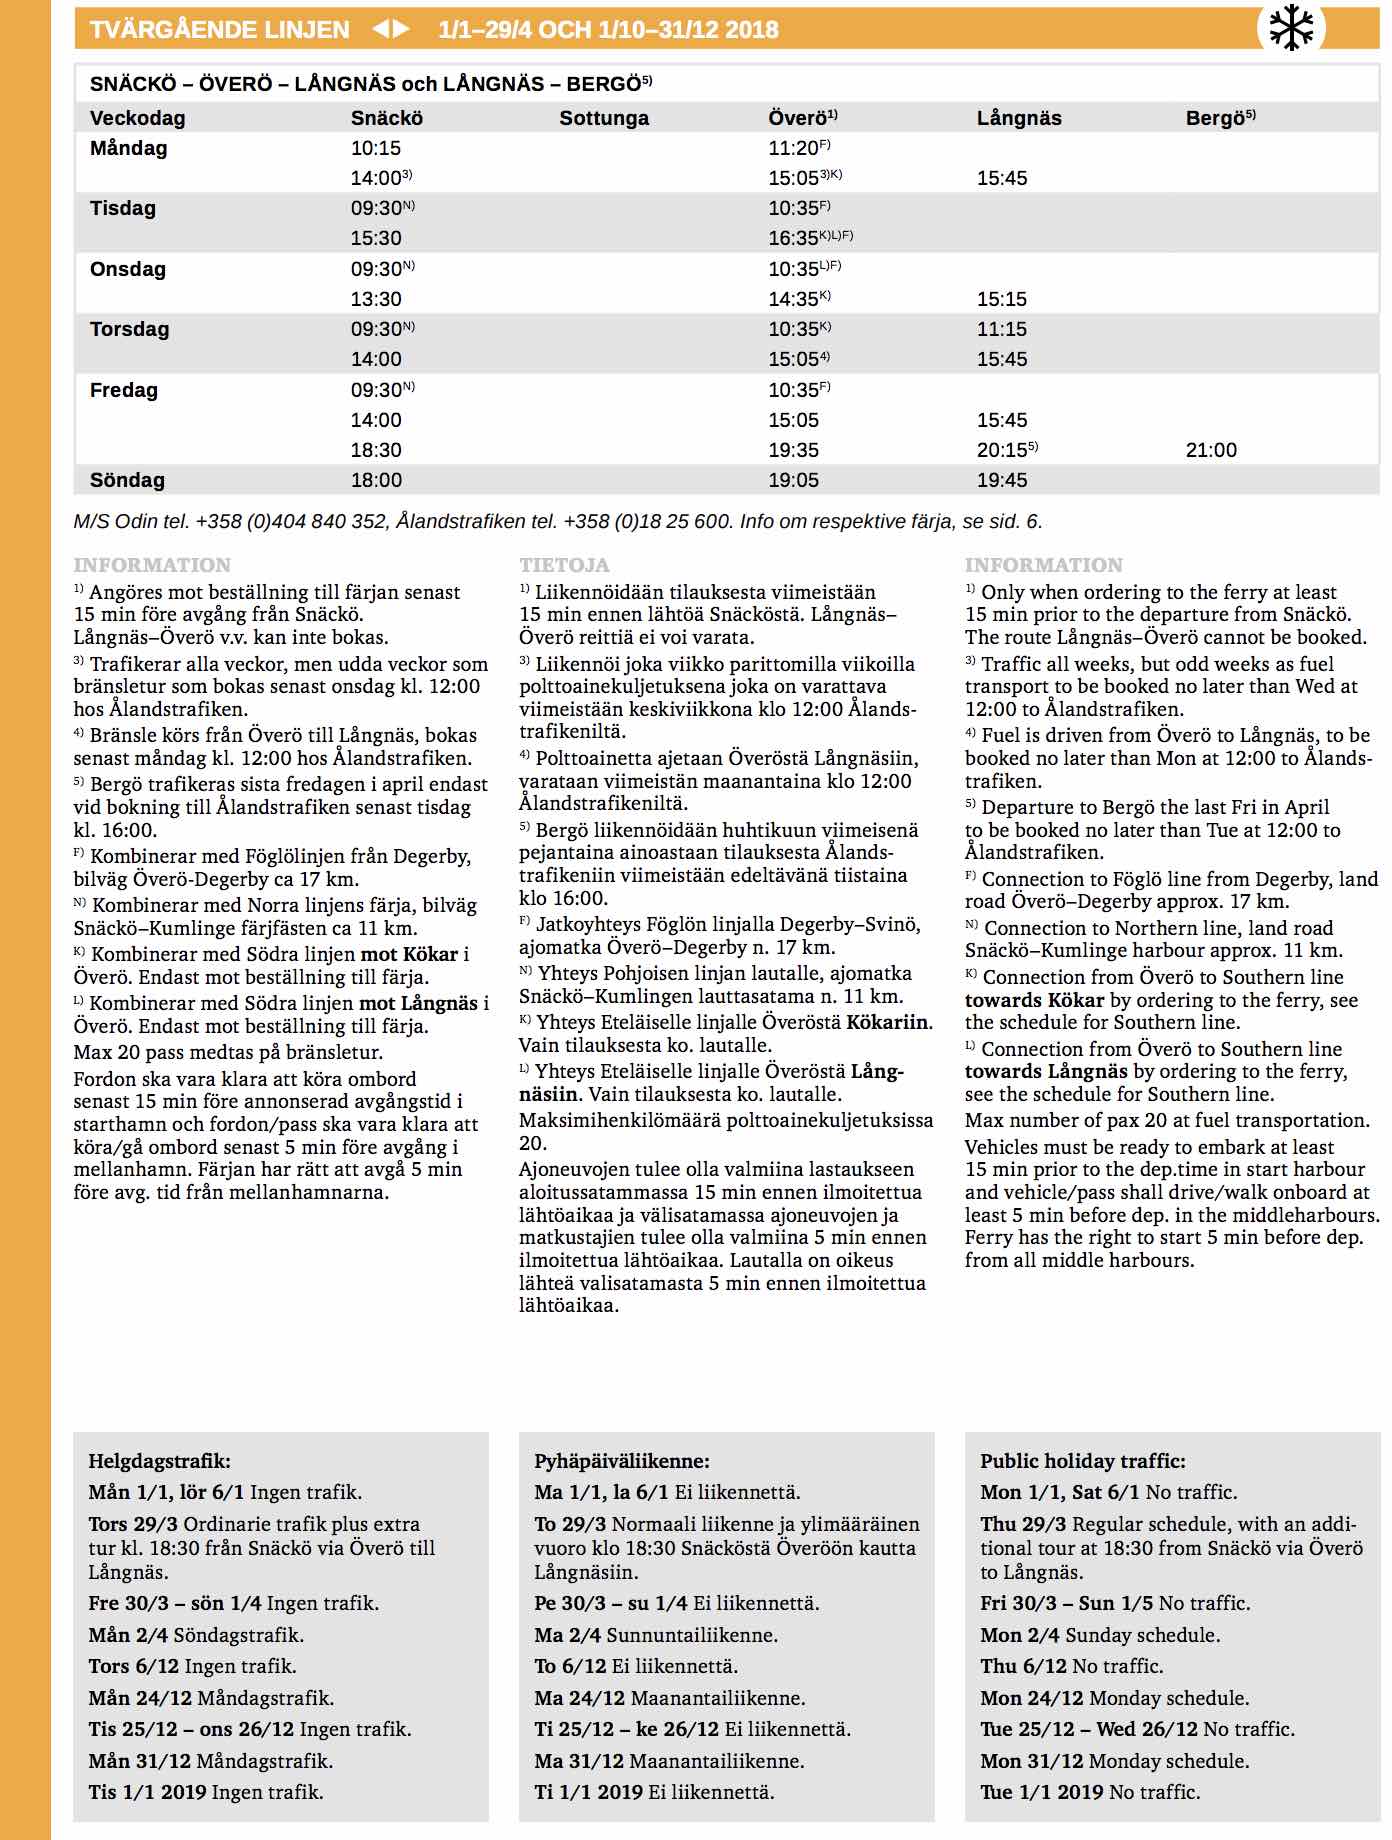 TVÄRGÅENDE LINJEN ◀▶ 1/1–29/4 OCH 1/10–31/12 2018
SNÄCKÖ – ÖVERÖ – LÅNGNÄS och LÅNGNÄS – BERGÖ5)
Veckodag Snäckö Sottunga Överö1) Långnäs Bergö5)
Måndag 10:15 11:20F)
14:003) 15:053)K) 15:45
Tisdag 09:30N) 10:35F)
15:30 16:35K)L)F)
Onsdag 09:30N) 10:35L)F)
13:30 14:35K) 15:15
Torsdag 09:30N) 10:35K) 11:15
14:00 15:054) 15:45
Fredag 09:30N) 10:35F)
14:00 15:05 15:45
18:30 19:35 20:155) 21:00
Söndag 18:00 19:05 19:45
M/S Odin tel. +358 (0)404 840 352, Ålandstrafiken tel. +358 (0)18 25 600. Info om respektive färja, se sid. 6.
INFORMATION
1) Angöres mot beställning till färjan senast
15 min före avgång från Snäckö.
Långnäs–Överö v.v. kan inte bokas.
3) Trafikerar alla veckor, men udda veckor som
bränsletur som bokas senast onsdag kl. 12:00
hos Ålandstrafiken.
4) Bränsle körs från Överö till Långnäs, bokas
senast måndag kl. 12:00 hos Ålandstrafiken.
5) Bergö trafikeras sista fredagen i april endast
vid bokning till Ålandstrafiken senast tisdag
kl. 16:00.
F) Kombinerar med Föglölinjen från Degerby,
bilväg Överö-Degerby ca 17 km.
N) Kombinerar med Norra linjens färja, bilväg
Snäckö–Kumlinge färjfästen ca 11 km.
K) Kombinerar med Södra linjen mot Kökar i
Överö. Endast mot beställning till färja.
L) Kombinerar med Södra linjen mot Långnäs i
Överö. Endast mot beställning till färja.
Max 20 pass medtas på bränsletur.
Fordon ska vara klara att köra ombord
senast 15 min före annonserad avgångstid i
starthamn och fordon/pass ska vara klara att
köra/gå ombord senast 5 min före avgång i
mellanhamn. Färjan har rätt att avgå 5 min
före avg. tid från mellanhamnarna.
TIETOJA
1) Liikennöidään tilauksesta viimeistään
15 min ennen lähtöä Snäcköstä. Långnäs–
Överö reittiä ei voi varata.
3) Liikennöi joka viikko parittomilla viikoilla
polttoainekuljetuksena joka on varattava
viimeistään keskiviikkona klo 12:00 Ålands-
trafikeniltä.
4) Polttoainetta ajetaan Överöstä Långnäsiin,
varataan viimeistän maanantaina klo 12:00
Ålandstrafikeniltä.
5) Bergö liikennöidään huhtikuun viimeisenä
pejantaina ainoastaan tilauksesta Ålands-
trafikeniin viimeistään edeltävänä tiistaina
klo 16:00.
F) Jatkoyhteys Föglön linjalla Degerby–Svinö,
ajomatka Överö–Degerby n. 17 km.
N) Yhteys Pohjoisen linjan lautalle, ajomatka
Snäckö–Kumlingen lauttasatama n. 11 km.
K) Yhteys Eteläiselle linjalle Överöstä Kökariin.
Vain tilauksesta ko. lautalle.
L) Yhteys Eteläiselle linjalle Överöstä Lång-
näsiin. Vain tilauksesta ko. lautalle.
Maksimihenkilömäärä polttoainekuljetuksissa
20.
Ajoneuvojen tulee olla valmiina lastaukseen
aloitussatammassa 15 min ennen ilmoitettua
lähtöaikaa ja välisatamassa ajoneuvojen ja
matkustajien tulee olla valmiina 5 min ennen
ilmoitettua lähtöaikaa. Lautalla on oikeus
lähteä valisatamasta 5 min ennen ilmoitettua
lähtöaikaa.
INFORMATION
1) Only when ordering to the ferry at least
15 min prior to the departure from Snäckö.
The route Långnäs–Överö cannot be booked.
3) Traffic all weeks, but odd weeks as fuel
transport to be booked no later than Wed at
12:00 to Ålandstrafiken.
4) Fuel is driven from Överö to Långnäs, to be
booked no later than Mon at 12:00 to Ålands-
trafiken.
5) Departure to Bergö the last Fri in April
to be booked no later than Tue at 12:00 to
Ålandstrafiken.
F) Connection to Föglö line from Degerby, land
road Överö–Degerby approx. 17 km.
N) Connection to Northern line, land road
Snäckö–Kumlinge harbour approx. 11 km.
K) Connection from Överö to Southern line
towards Kökar by ordering to the ferry, see
the schedule for Southern line.
L) Connection from Överö to Southern line
towards Långnäs by ordering to the ferry,
see the schedule for Southern line.
Max number of pax 20 at fuel transportation.
Vehicles must be ready to embark at least
15 min prior to the dep.time in start harbour
and vehicle/pass shall drive/walk onboard at
least 5 min before dep. in the middleharbours.
Ferry has the right to start 5 min before dep.
from all middle harbours.
Helgdagstrafik:
Mån 1/1, lör 6/1 Ingen trafik.
Tors 29/3 Ordinarie trafik plus extra
tur kl. 18:30 från Snäckö via Överö till
Långnäs.
Fre 30/3 – sön 1/4 Ingen trafik.
Mån 2/4 Söndagstrafik.
Tors 6/12 Ingen trafik.
Mån 24/12 Måndagstrafik.
Tis 25/12 – ons 26/12 Ingen trafik.
Mån 31/12 Måndagstrafik.
Tis 1/1 2019 Ingen trafik.
Pyhäpäiväliikenne:
Ma 1/1, la 6/1 Ei liikennettä.
To 29/3 Normaali liikenne ja ylimääräinen
vuoro klo 18:30 Snäcköstä Överöön kautta
Långnäsiin.
Pe 30/3 – su 1/4 Ei liikennettä.
Ma 2/4 Sunnuntailiikenne.
To 6/12 Ei liikennettä.
Ma 24/12 Maanantailiikenne.
Ti 25/12 – ke 26/12 Ei liikennettä.
Ma 31/12 Maanantailiikenne.
Ti 1/1 2019 Ei liikennettä.
Public holiday traffic:
Mon 1/1, Sat 6/1 No traffic.
Thu 29/3 Regular schedule, with an addi-
tional tour at 18:30 from Snäckö via Överö
to Långnäs.
Fri 30/3 – Sun 1/5 No traffic.
Mon 2/4 Sunday schedule.
Thu 6/12 No traffic.
Mon 24/12 Monday schedule.
Tue 25/12 – Wed 26/12 No traffic.
Mon 31/12 Monday schedule.
Tue 1/1 2019 No traffic.